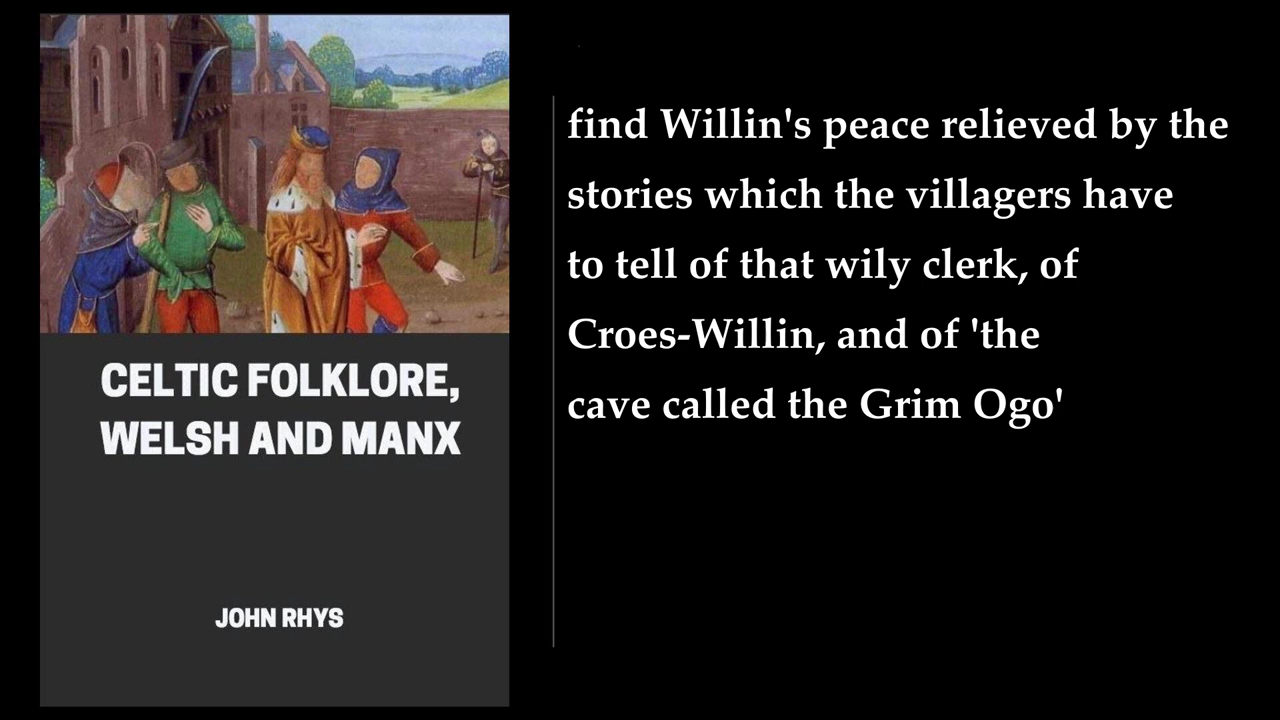 CELTIC FOLKLORE,
WELSH AND MANX
JOHN RHYS
find Willin's peace relieved by the
stories which the villagers have
to tell of that wily clerk, of
Croes-Willin, and of 'the
cave called the Grim Ogo'